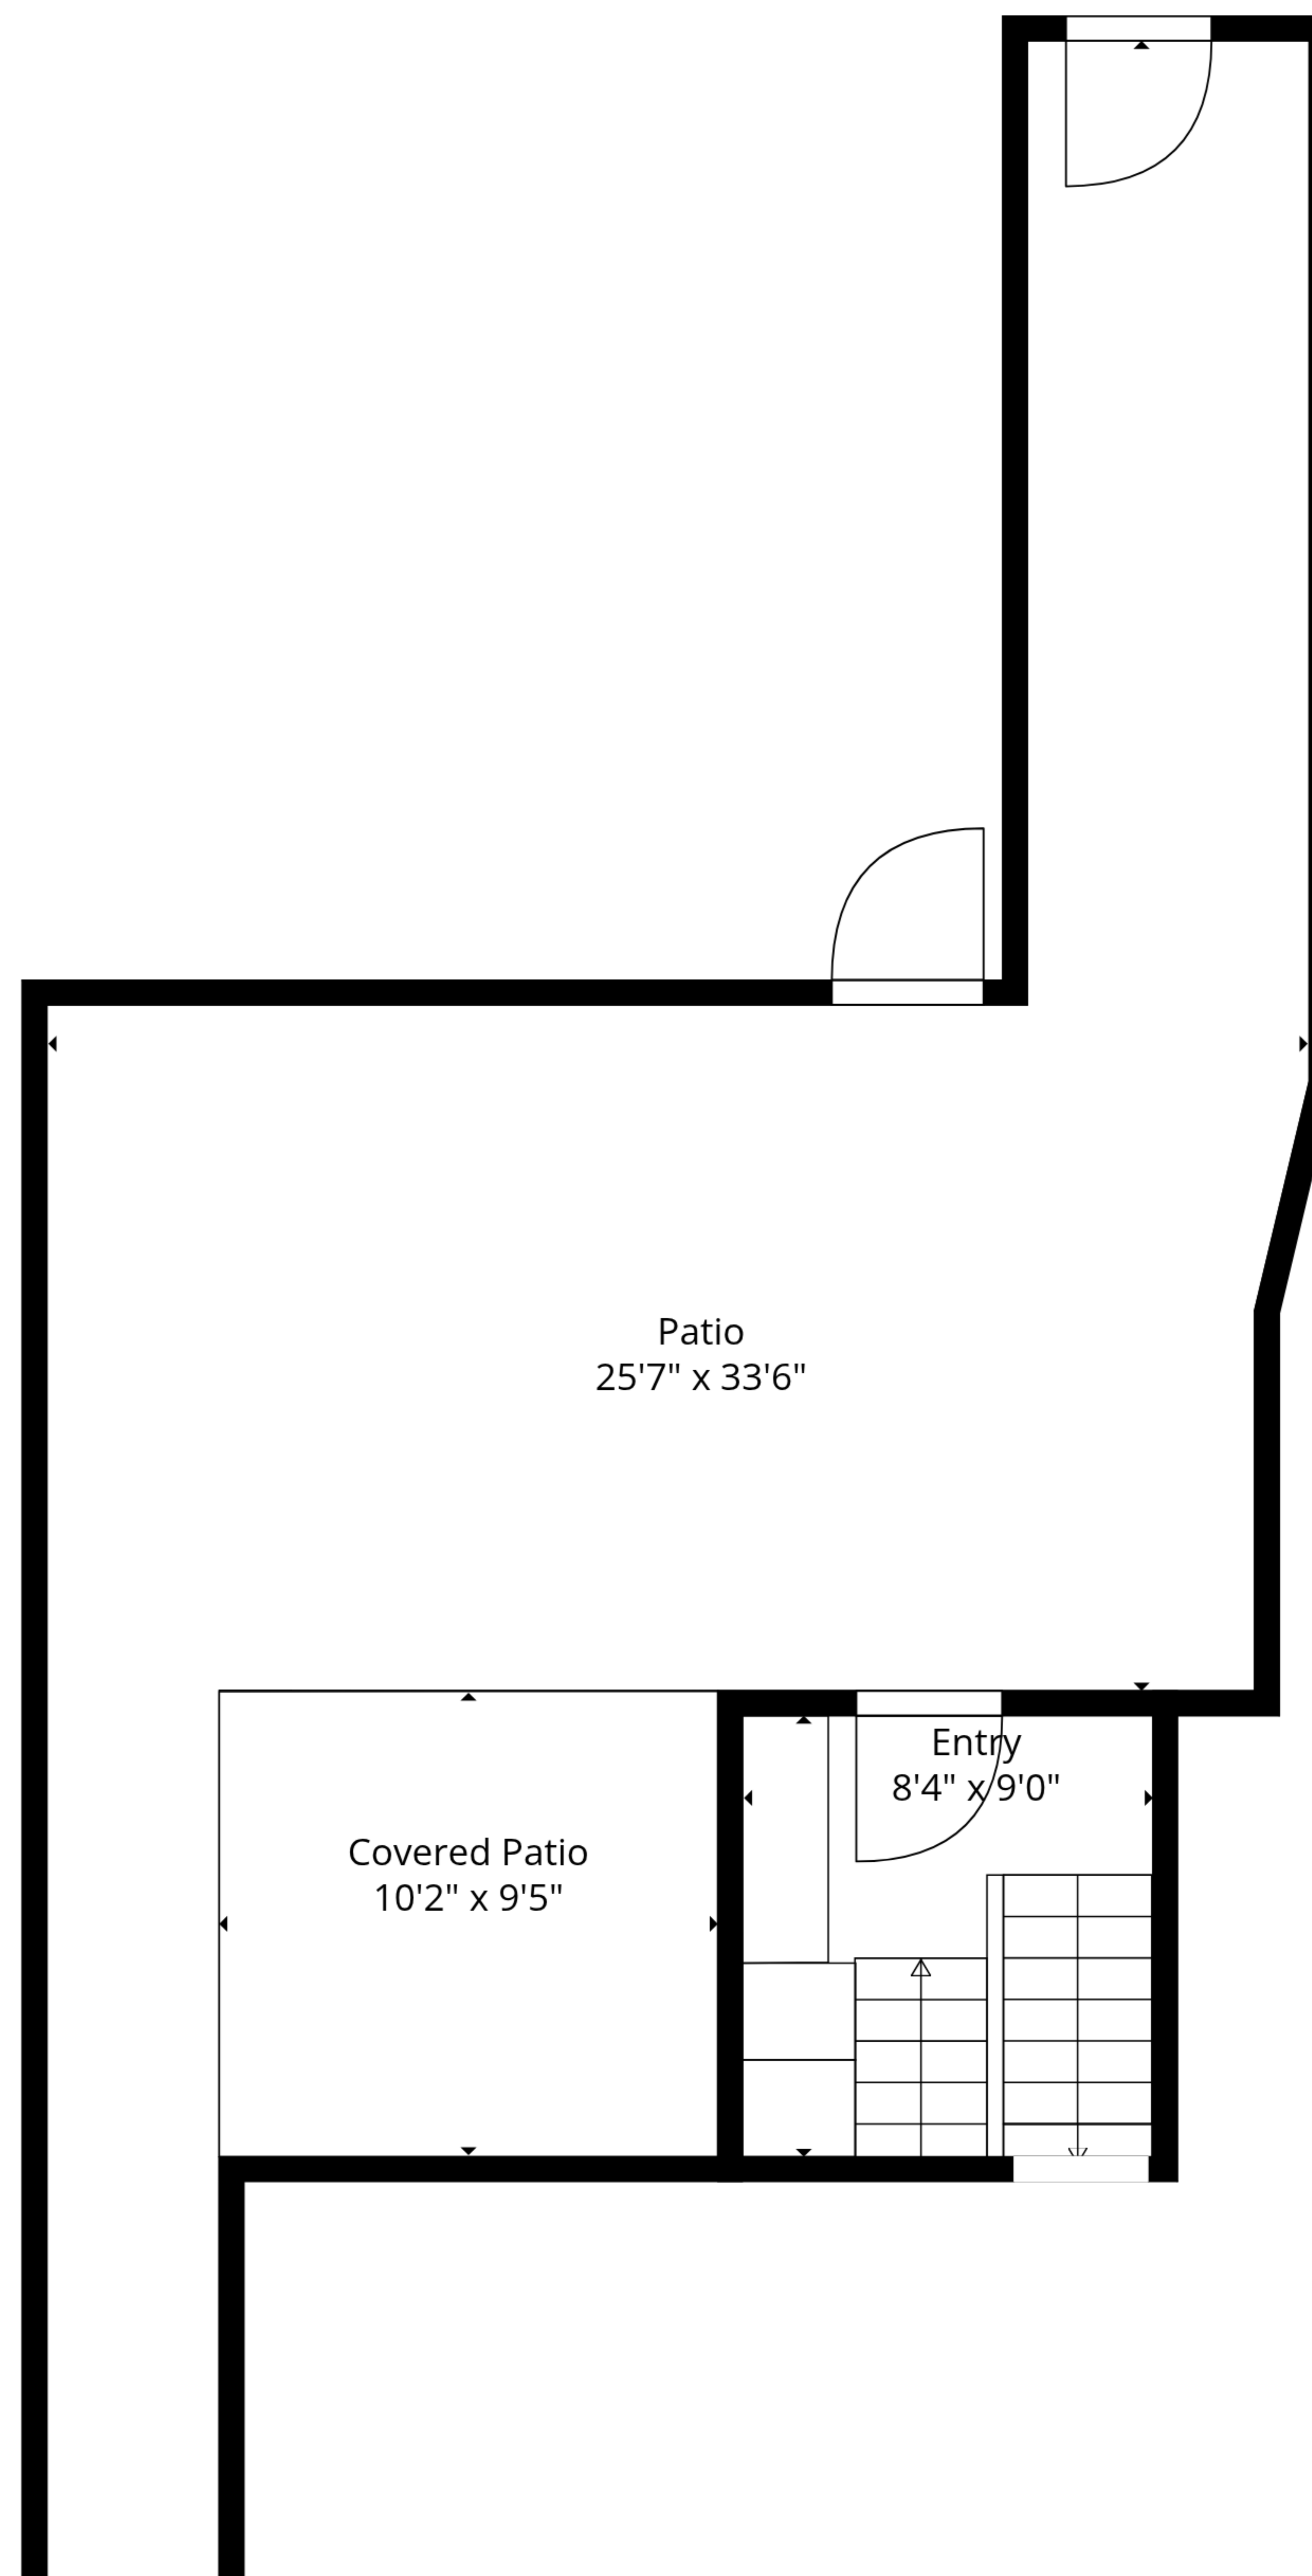 Patio
25'7" x 33'6"
Entry
8'4" x 9'0"
Covered Patio
10'2" x 9'5"